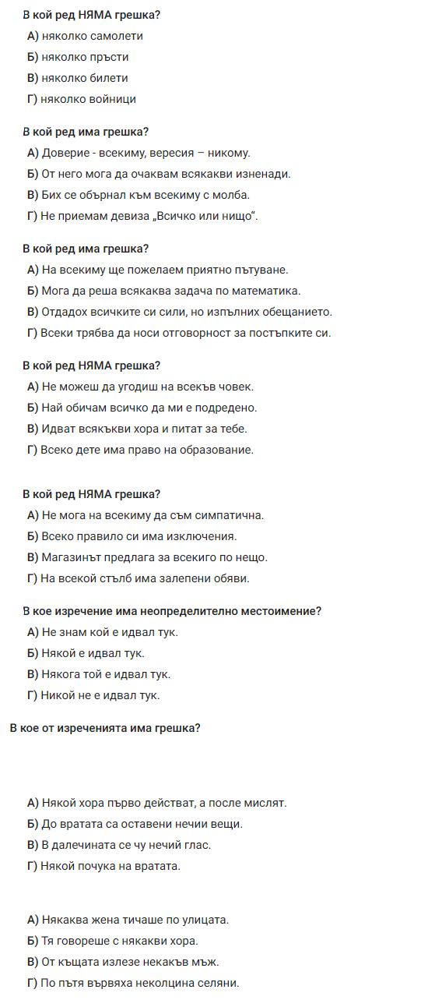 В кой ред НЯМА грешка?
А) няколко самолети
Б) няколко пръсти
В) няколко билети
Г) няколко войници
В кой ред има грешка?
А) Доверие - всекиму, вересия – никому.
Б) От него мога да очаквам всякакви изненади.
В) Бих се обърнал към всекиму с молба.
Г) Не приемам девиза „Всичко или нищо“.
В кой ред има грешка?
А) На всекиму ще пожелаем приятно пътуване.
Б) Мога да реша всякаква задача по математика.
В) Отдадох всичките си сили, но изпълних обещанието.
Г) Всеки трябва да носи отговорност за постъпките си.
В кой ред НЯМА грешка?
А) Не можеш да угодиш на всекъв човек.
Б) Най обичам всичко да ми е подредено.
В) Идват всякъкви хора и питат за тебе.
Г) Всеко дете има право на образование.
В кой ред НЯМА грешка?
А) Не мога на всекиму да съм симпатична.
Б) Всеко правило си има изключения.
В) Магазинът предлага за всекиго по нещо.
Г) На всекой стълб има залепени обяви.
В кое изречение има неопределително местоимение?
А) Не знам кой е идвал тук.
Б) Някой е идвал тук.
В) Някога той е идвал тук.
Г) Никой не е идвал тук.
В кое от изреченията има грешка?
А) Някой хора първо действат, а после мислят.
Б) До вратата са оставени нечии вещи.
В) В далечината се чу нечий глас.
Г) Някой почука на вратата.
А) Някаква жена тичаше по улицата.
Б) Тя говореше с някакви хора.
В) От къщата излезе некакъв мъж.
Г) По пътя вървяха неколцина селяни.